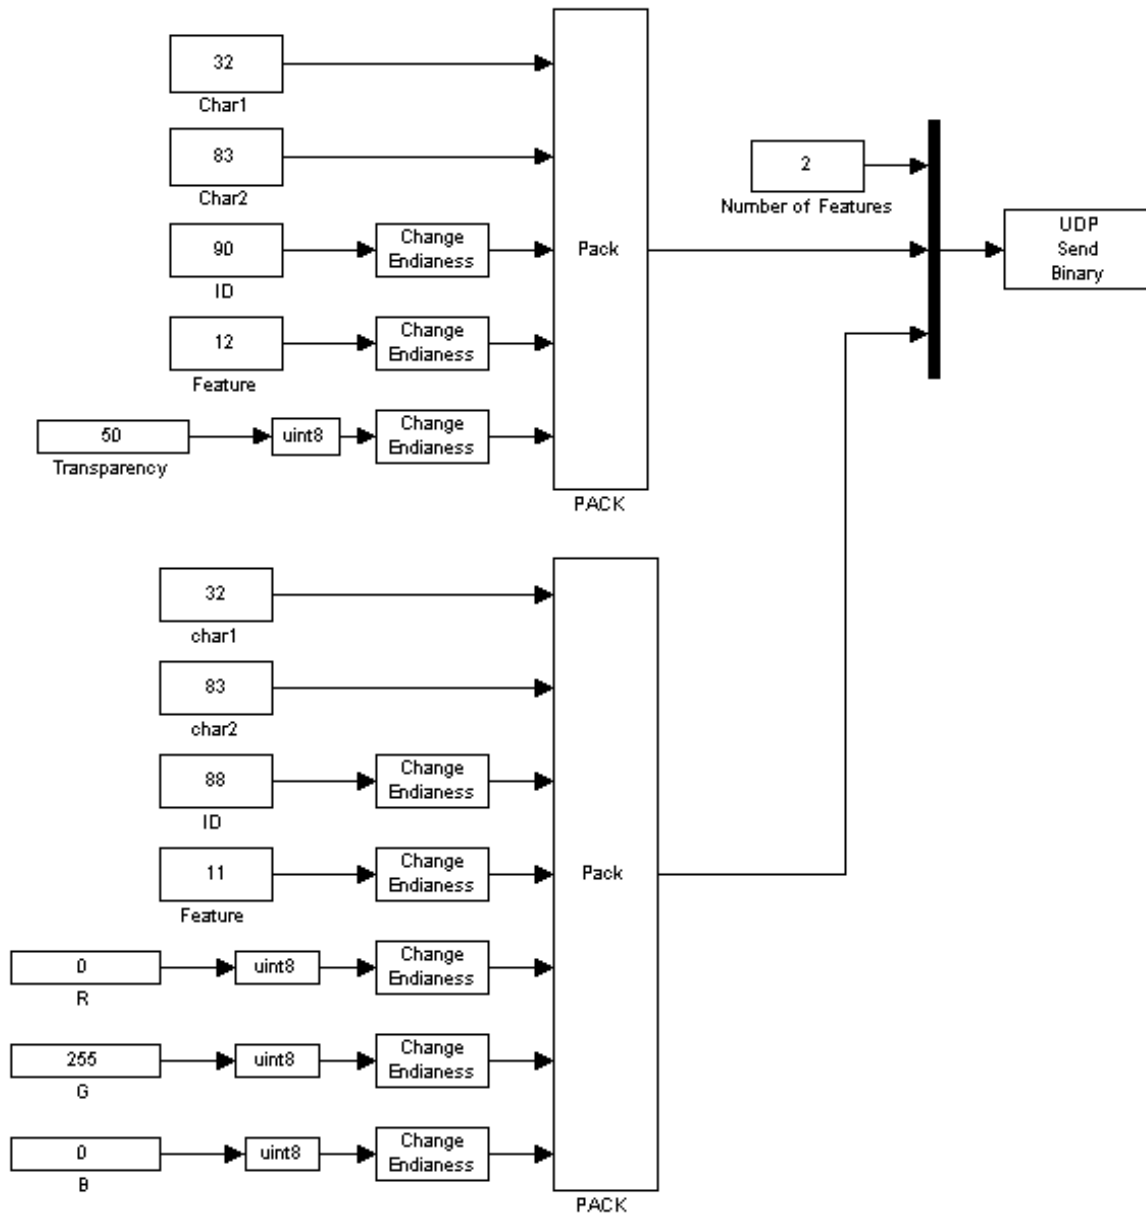 32
Char1
83
Char2
90
Change
Endianess
ID
12
Change
Endianess
Feature
50
uint8
Change
Endianess
Transparency
Pack
PACK
2
Number of Features
UDP
Send
Binary
32
char1
83
char2
88
Change
Endianess
ID
11
Change
Endianess
Feature
0
uint8
Change
Endianess
R
255
uint8
Change
Endianess
G
0
uint8
Change
Endianess
B
Pack
PACK